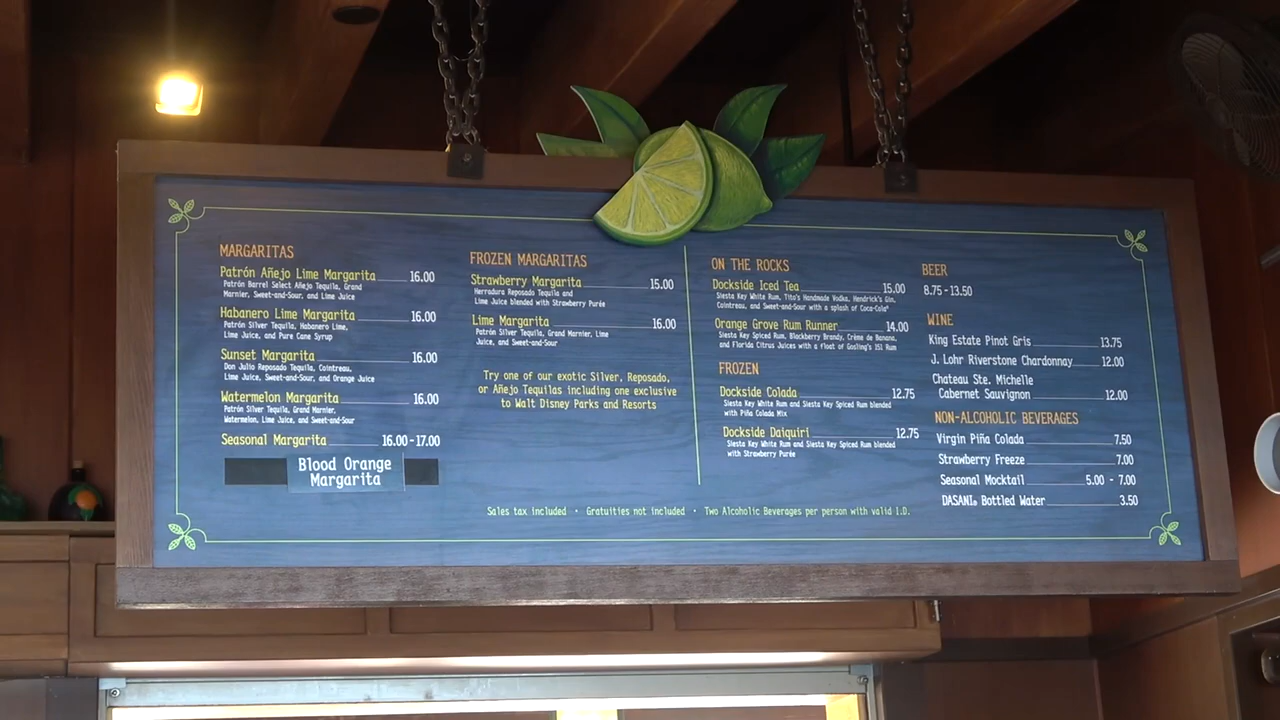 MARGARITAS
Patrón Añejo Lime Margarita 16.00
Patrón Barrel Select Añejo Tequila, Grand
Marnier, Sweet-and-Sour, and Lime Juice
Habanero Lime Margarita 16.00
Patrón Silver Tequila, Habanero Lime,
Lime Juice, and Pure Cane Syrup
Sunset Margarita 16.00
Don Julio Reposado Tequila, Cointreau,
Lime Juice, Sweet-and-Sour, and Orange Juice
Watermelon Margarita 16.00
Patrón Silver Tequila, Grand Marnier,
Watermelon, Lime Juice, and Sweet-and-Sour
Seasonal Margarita 16.00-17.00
Blood Orange
Margarita
FROZEN MARGARITAS
Strawberry Margarita 15.00
Herradura Reposado Tequila and
Lime Juice blended with Strawberry Purée
Lime Margarita 16.00
Patrón Silver Tequila, Grand Marnier, Lime
Juice, and Sweet-and-Sour
Try one of our exotic Silver, Reposado,
or Añejo Tequilas including one exclusive
to Walt Disney Parks and Resorts
ON THE ROCKS
Dockside Iced Tea 15.00
Siesta Key White Rum, Tito's Handmade Vodka, Hendrick's Gin,
Cointreau, and Sweet-and-Sour with a splash of Coca-Cola®
Orange Grove Rum Runner 14.00
Siesta Key Spiced Rum, Blackberry Brandy, Crème de Banana,
and Florida Citrus Juices with a float of Gosling's 151 Rum
FROZEN
Dockside Colada 12.75
Siesta Key White Rum and Siesta Key Spiced Rum blended
with Piña Colada Mix
Dockside Daiquiri 12.75
Siesta Key White Rum and Siesta Key Spiced Rum blended
with Strawberry Purée
BEER
8.75-13.50
WINE
King Estate Pinot Gris 13.75
J. Lohr Riverstone Chardonnay 12.00
Chateau Ste. Michelle
Cabernet Sauvignon 12.00
NON-ALCOHOLIC BEVERAGES
Virgin Piña Colada 7.50
Strawberry Freeze 7.00
Seasonal Mocktail 5.00 - 7.00
DASANI® Bottled Water 3.50
Sales tax included • Gratuities not included • Two Alcoholic Beverages per person with valid I.D.